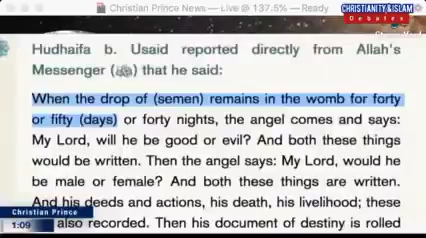 Christian Prince News — Live @ 137.5% — Ready
CHRISTIANITY & ISLAM
Debates
Hudhaifa b. Usaid reported directly from Allah's
Messenger (ﷺ) that he said:
When the drop of (semen) remains in the womb for forty
or fifty (days) or forty nights, the angel comes and says:
My Lord, will he be good or evil? And both these things
would be written. Then the angel says: My Lord, would he
be male or female? And both these things are written.
And his deeds and actions, his death, his livelihood; these
also recorded. Then his document of destiny is rolled
Christian Prince
1:09